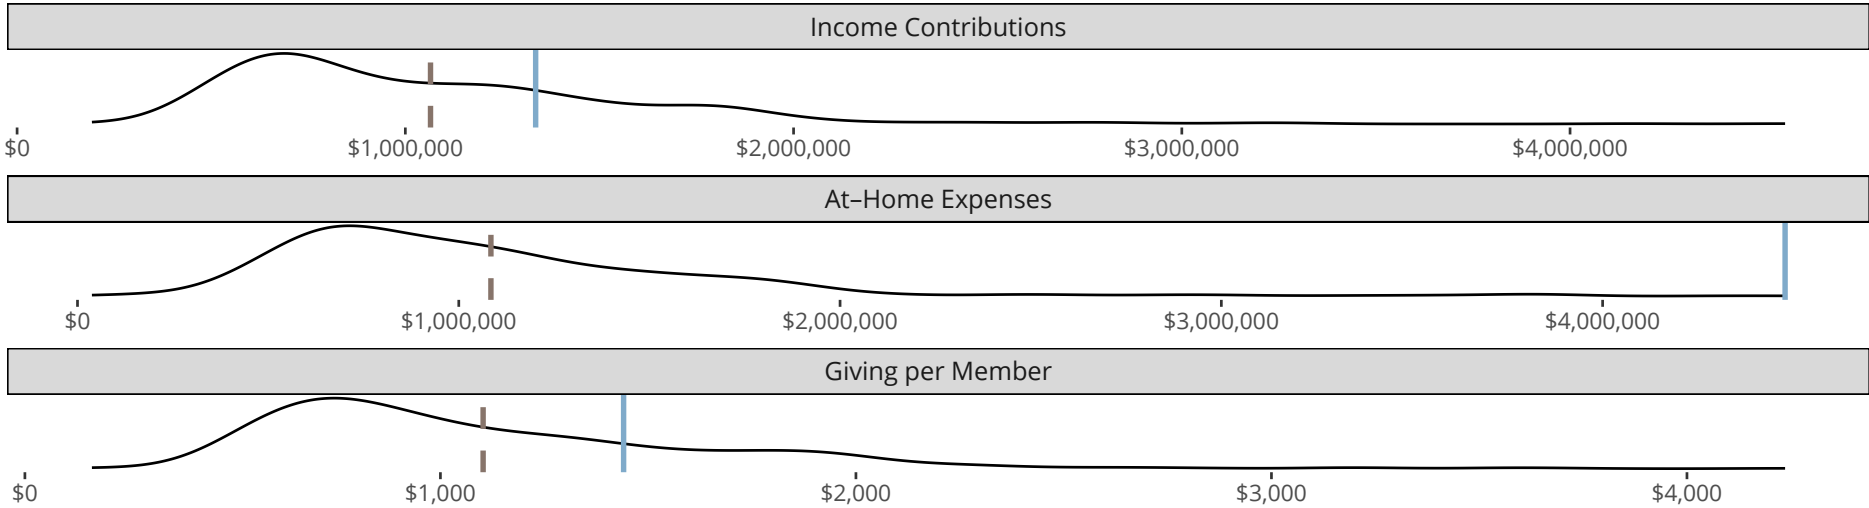 Income Contributions
$0 $1,000,000 $2,000,000 $3,000,000 $4,000,000
At–Home Expenses
$0 $1,000,000 $2,000,000 $3,000,000 $4,000,000
Giving per Member
$0 $1,000 $2,000 $3,000 $4,000